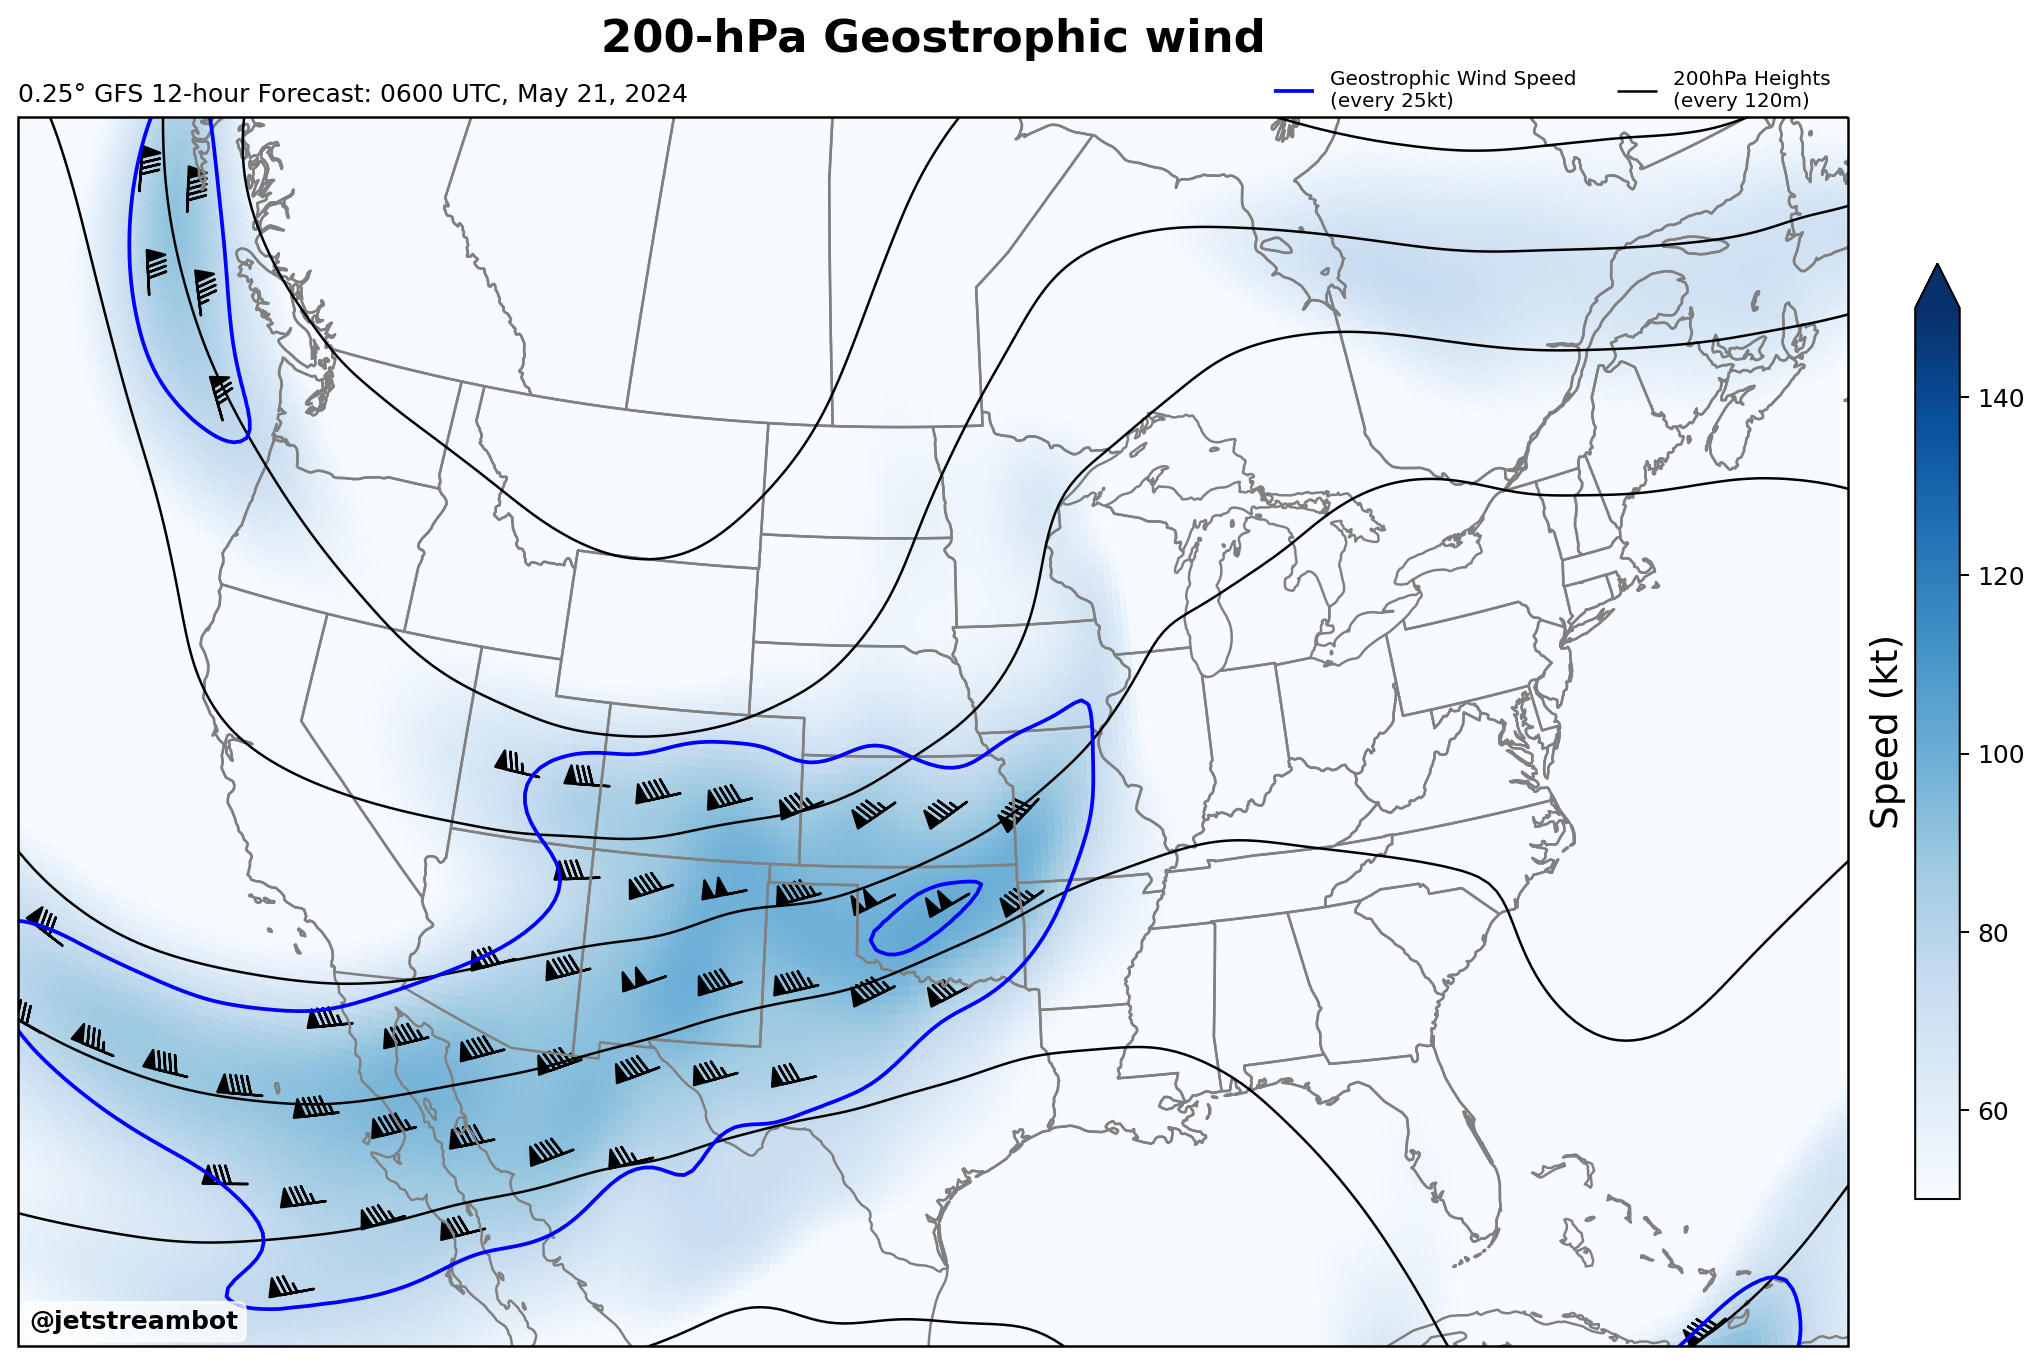 200-hPa Geostrophic wind
0.25° GFS 12-hour Forecast: 0600 UTC, May 21, 2024
Geostrophic Wind Speed
(every 25kt)
200hPa Heights
(every 120m)
140
120
100
80
60
Speed (kt)
@jetstreambot